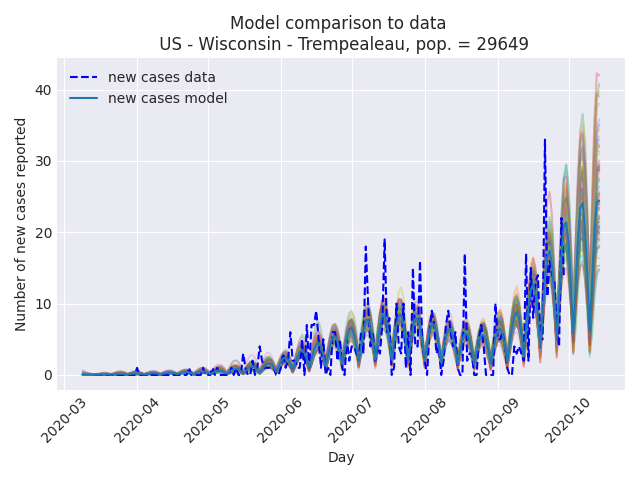 Model comparison to data
US - Wisconsin - Trempealeau, pop. = 29649
new cases data
new cases model
Number of new cases reported
40
30
20
10
0
2020-03
2020-04
2020-05
2020-06
2020-07
2020-08
2020-09
2020-10
Day